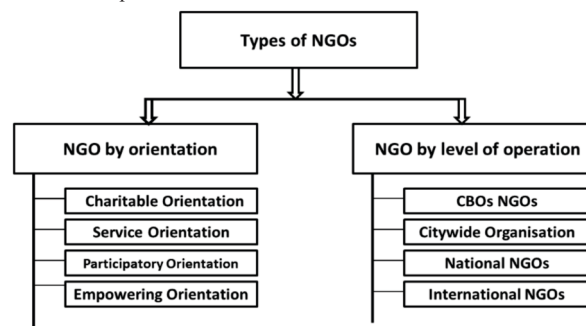 Types of NGOs
NGO by orientation
Charitable Orientation
Service Orientation
Participatory Orientation
Empowering Orientation
NGO by level of operation
CBOs NGOs
Citywide Organisation
National NGOs
International NGOs